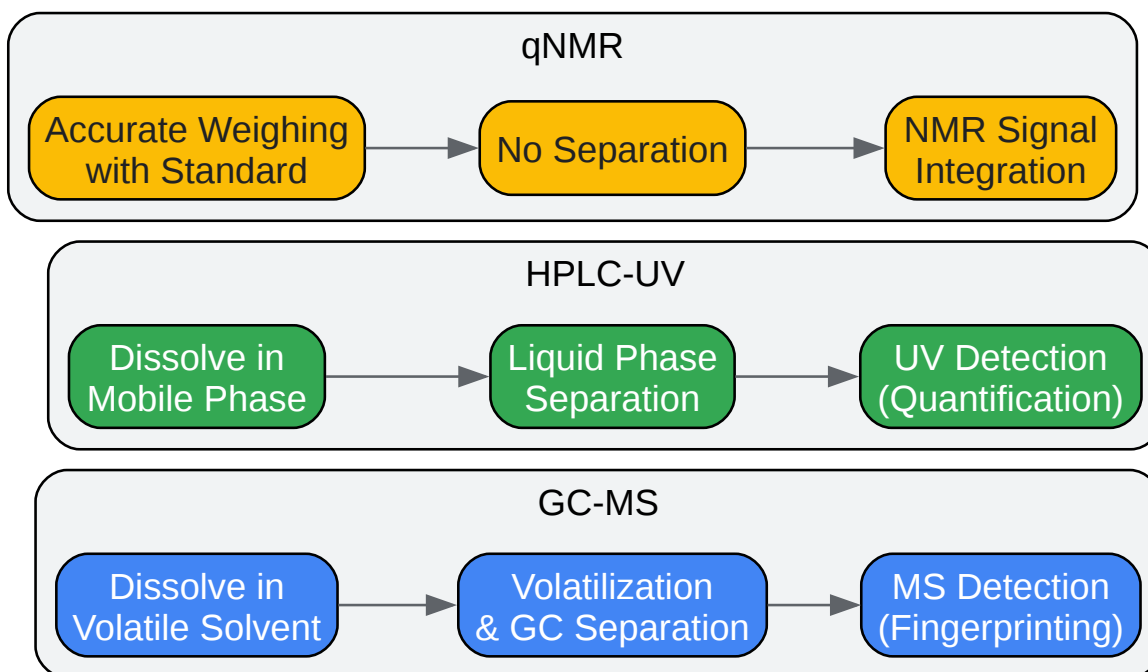 qNMR
Accurate Weighing
with Standard
No Separation
NMR Signal
Integration
HPLC-UV
Dissolve in
Mobile Phase
Liquid Phase
Separation
UV Detection
(Quantification)
GC-MS
Dissolve in
Volatile Solvent
Volatilization
& GC Separation
MS Detection
(Fingerprinting)